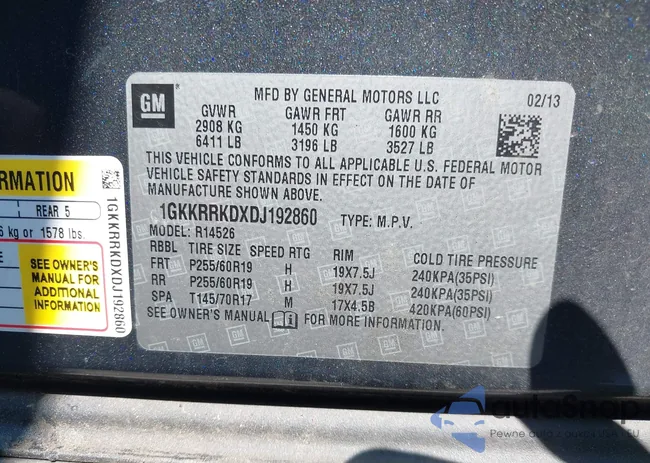 GM
MFD BY GENERAL MOTORS LLC
02/13
GVWR GAWR FRT GAWR RR
2908 KG 1450 KG 1600 KG
6411 LB 3196 LB 3527 LB
THIS VEHICLE CONFORMS TO ALL APPLICABLE U.S. FEDERAL MOTOR
VEHICLE SAFETY STANDARDS IN EFFECT ON THE DATE OF
MANUFACTURE SHOWN ABOVE.
1GKKRRKDXDJ192860 TYPE: M.P.V.
MODEL: R14526
RBBL TIRE SIZE SPEED RTG RIM COLD TIRE PRESSURE
FRT P255/60R19 H 19X7.5J 240KPA(35PSI)
RR P255/60R19 H 19X7.5J 240KPA(35PSI)
SPA T145/70R17 M 17X4.5B 420KPA(60PSI)
SEE OWNER'S MANUAL FOR MORE INFORMATION.
RMATION
REAR 5
kg or 1578 lbs.
SEE OWNER'S
MANUAL FOR
ADDITIONAL
INFORMATION
1GKKRRKDXDJ192860
autoSnap
Pewne auta z